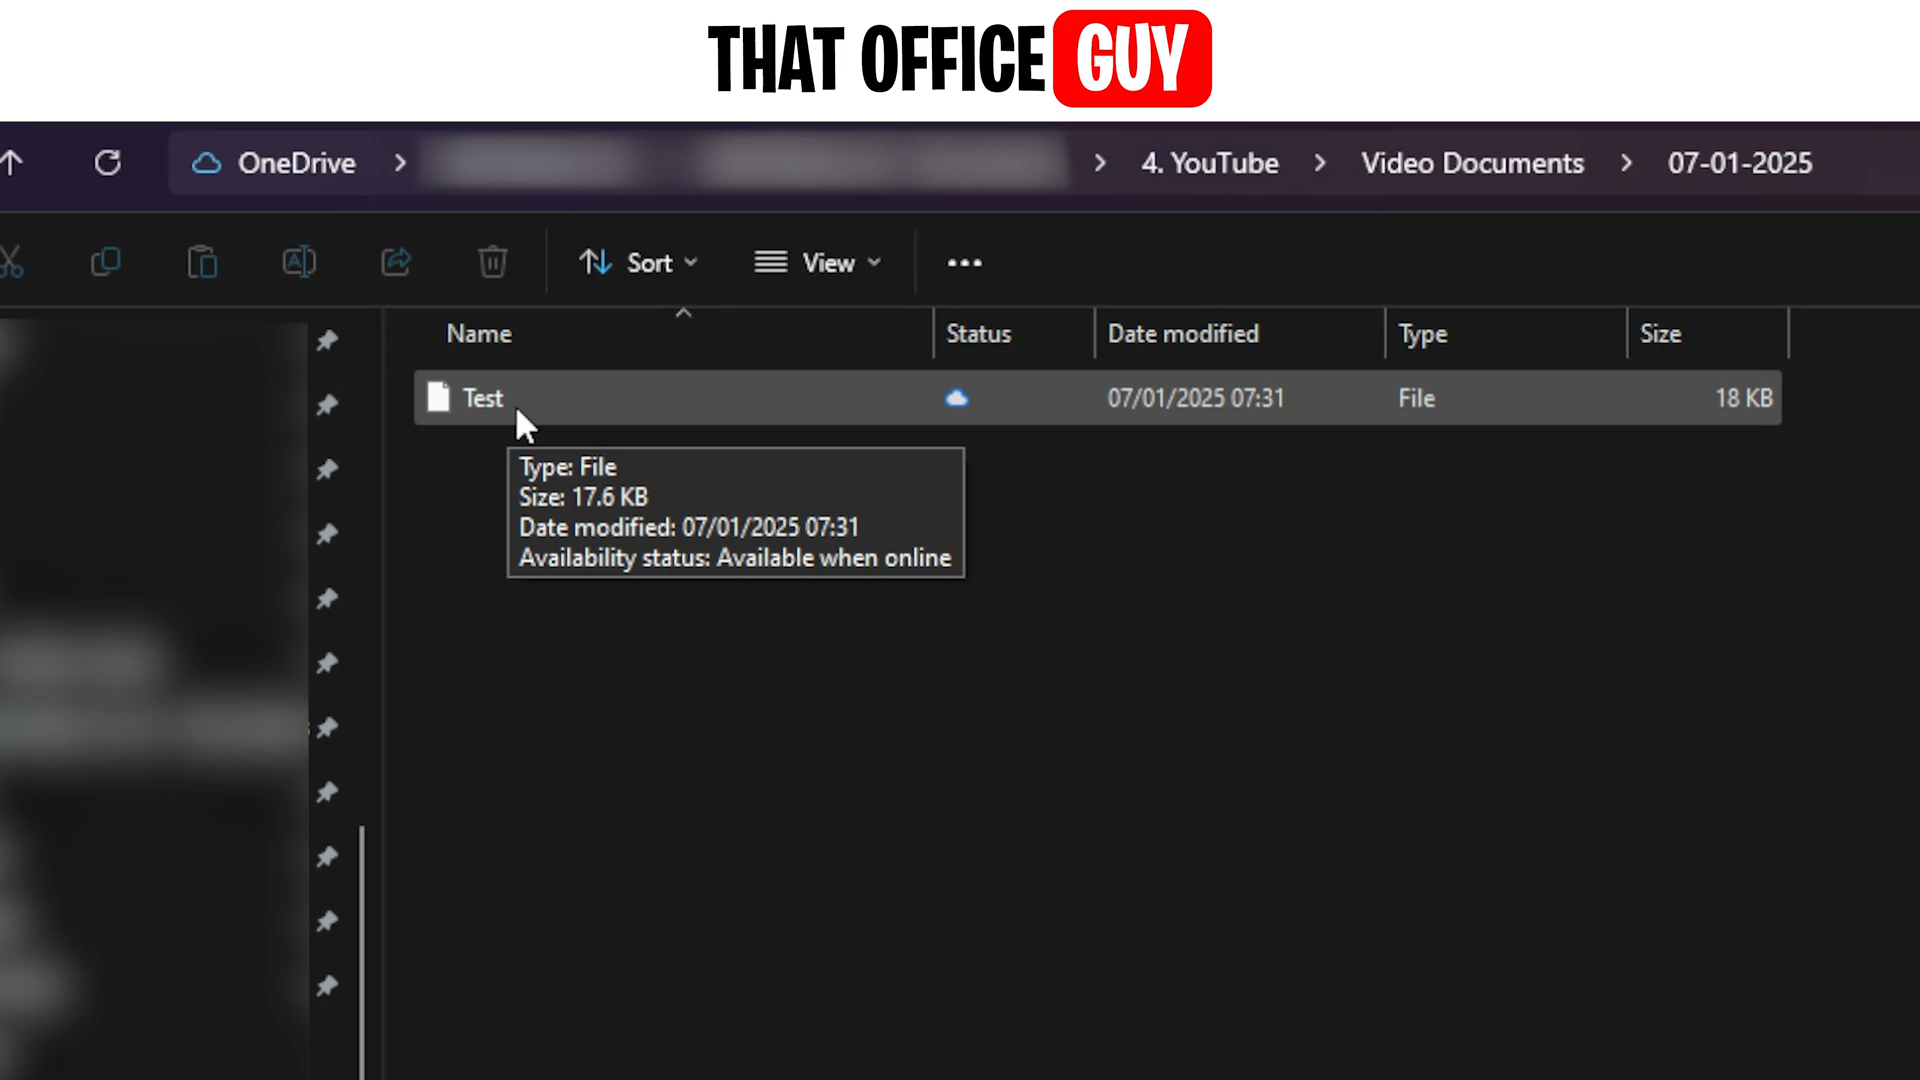 THAT OFFICE GUY
OneDrive > > 4. YouTube > Video Documents > 07-01-2025
Sort View
Name Status Date modified Type Size
Test 07/01/2025 07:31 File 18 KB
Type: File
Size: 17.6 KB
Date modified: 07/01/2025 07:31
Availability status: Available when online